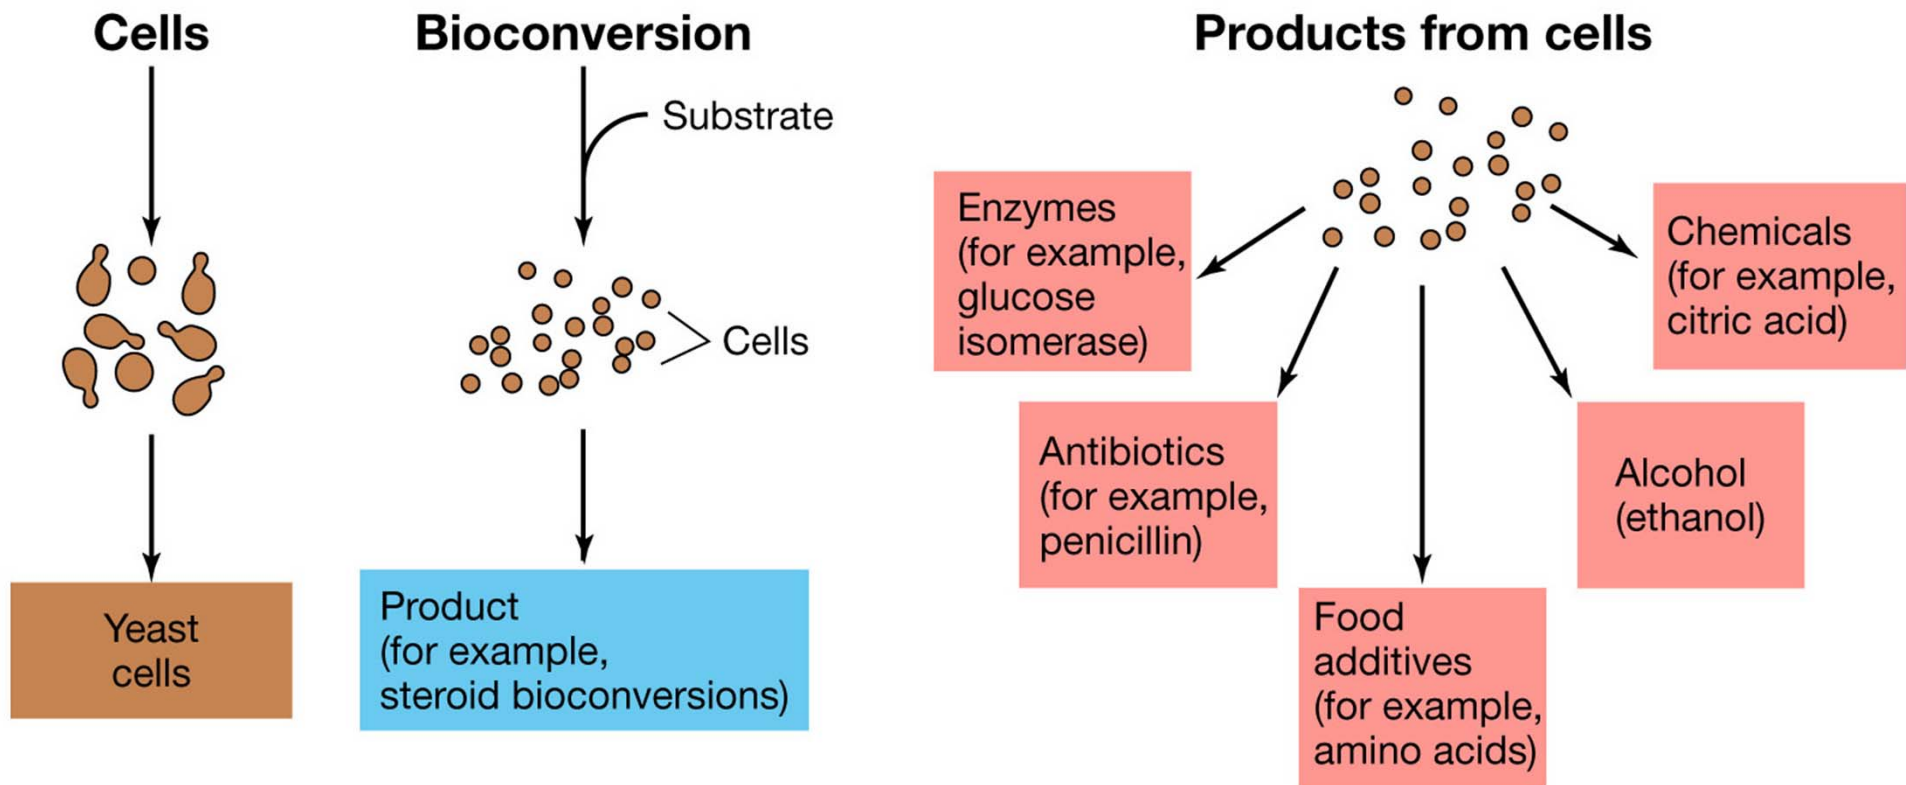 Cells
Yeast
cells
Bioconversion
Substrate
Cells
Product
(for example,
steroid bioconversions)
Products from cells
Enzymes
(for example,
glucose
isomerase)
Antibiotics
(for example,
penicillin)
Food
additives
(for example,
amino acids)
Alcohol
(ethanol)
Chemicals
(for example,
citric acid)